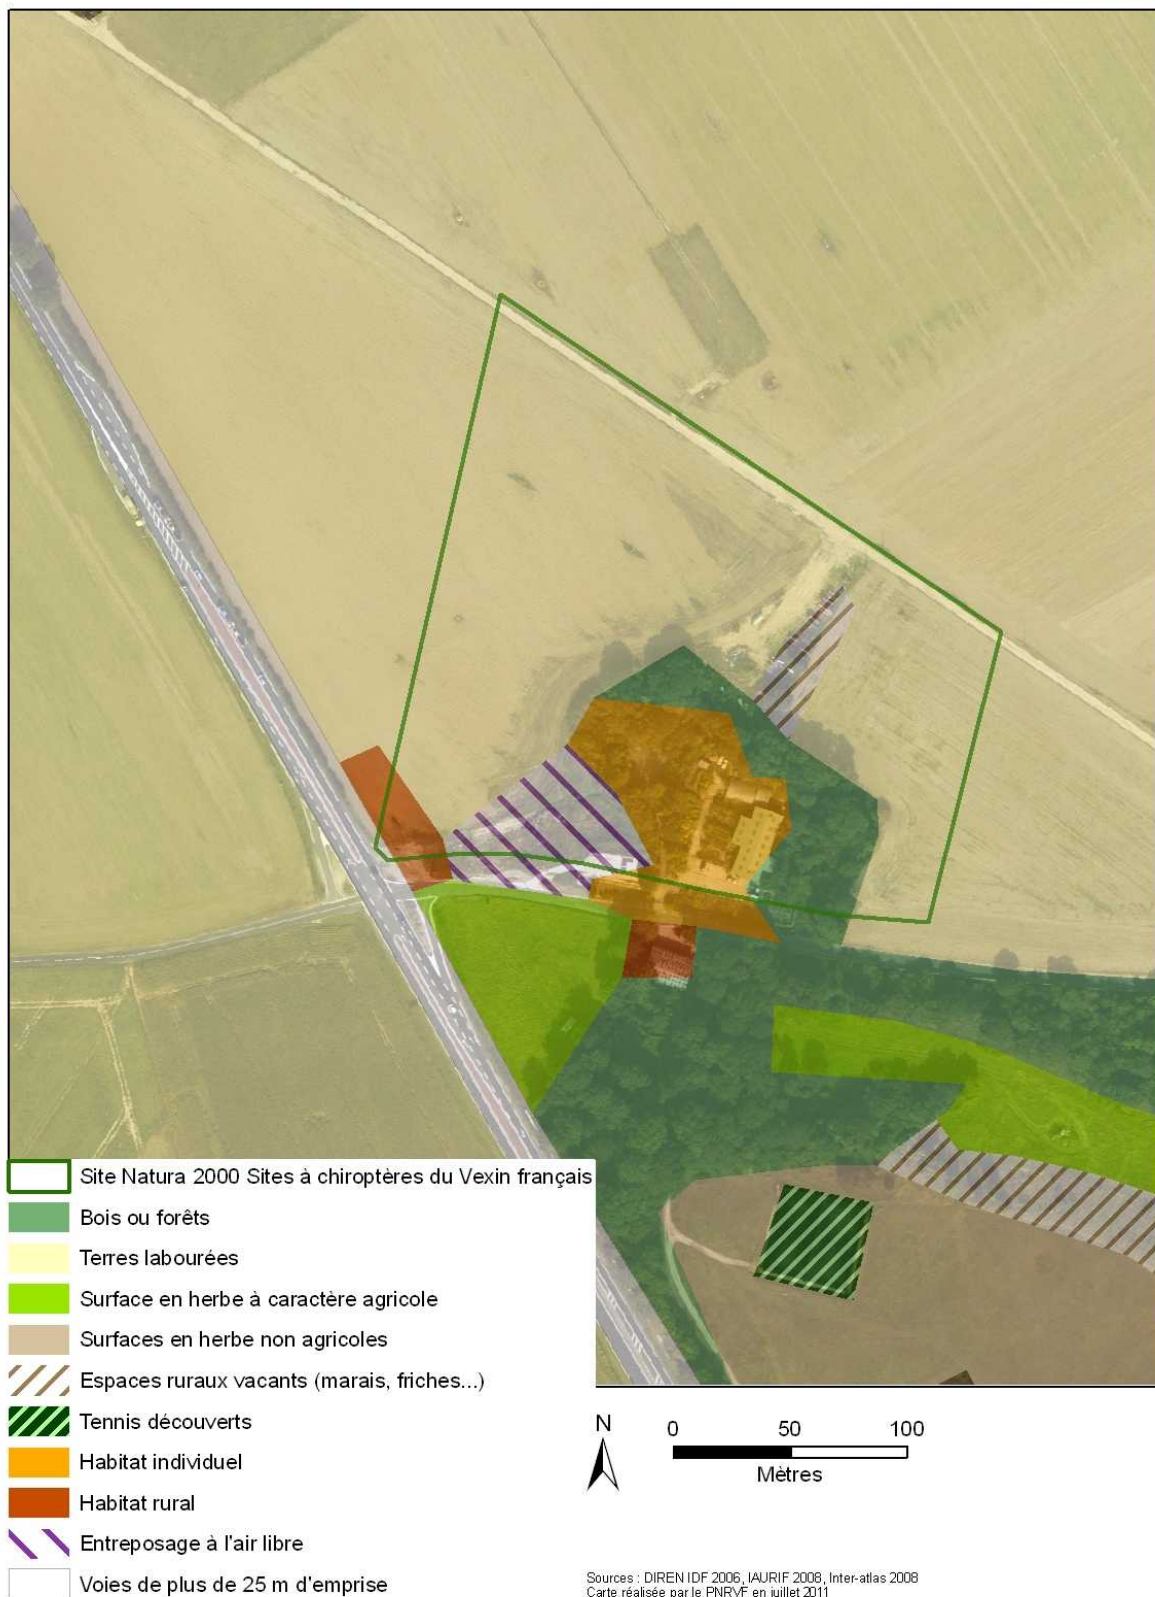 Site Natura 2000 Sites à chiroptères du Vexin français
Bois ou forêts
Terres labourées
Surface en herbe à caractère agricole
Surfaces en herbe non agricoles
Espaces ruraux vacants (marais, friches...)
Tennis découverts
Habitat individuel
Habitat rural
Entreposage à l'air libre
Voies de plus de 25 m d'emprise
N
0 50 100
Mètres
Sources : DIREN IDF 2006, IAURIF 2008, Inter-atlas 2008
Carte réalisée par le PNRVF en juillet 2011